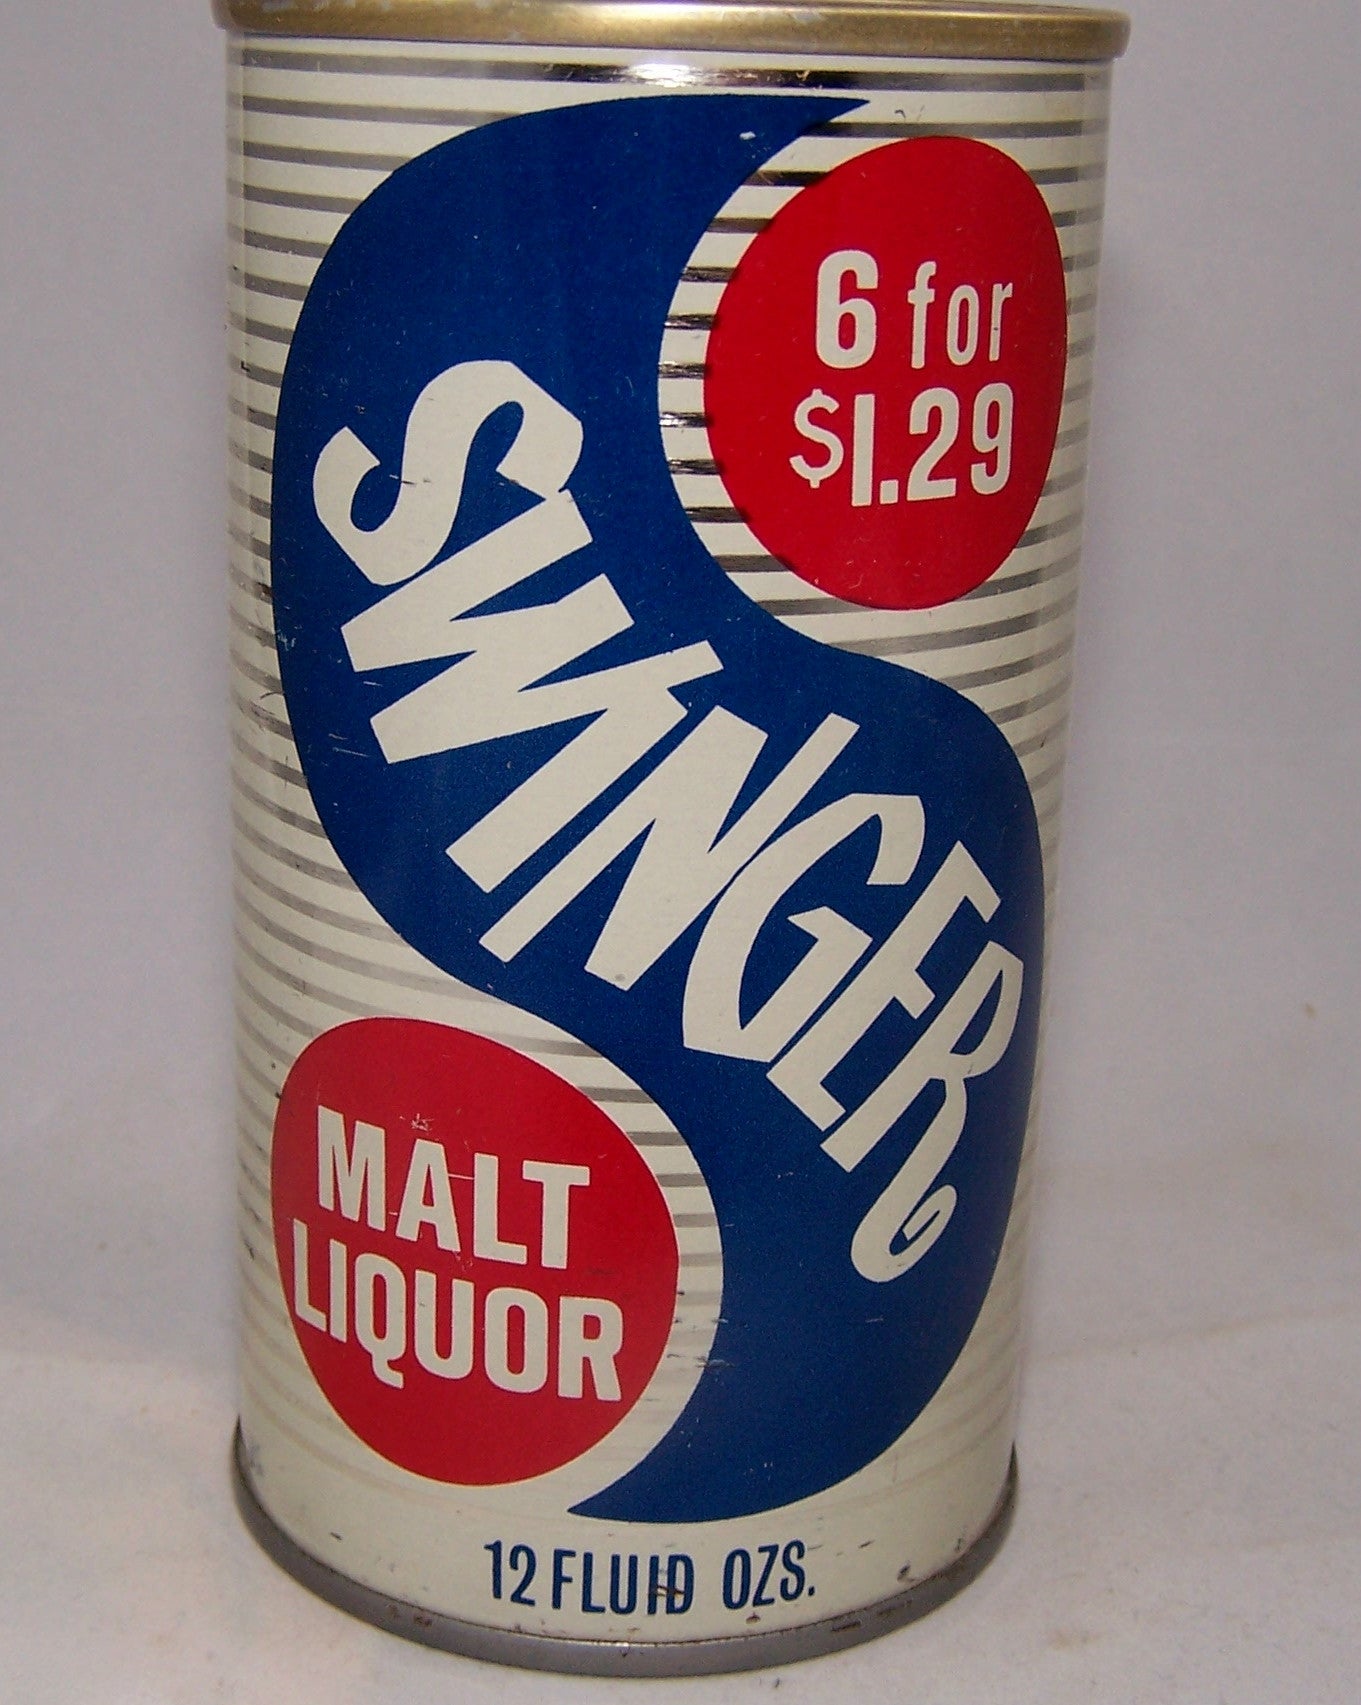 6 for
$1.29
SWINGER
MALT
LIQUOR
12 FLUID OZS.